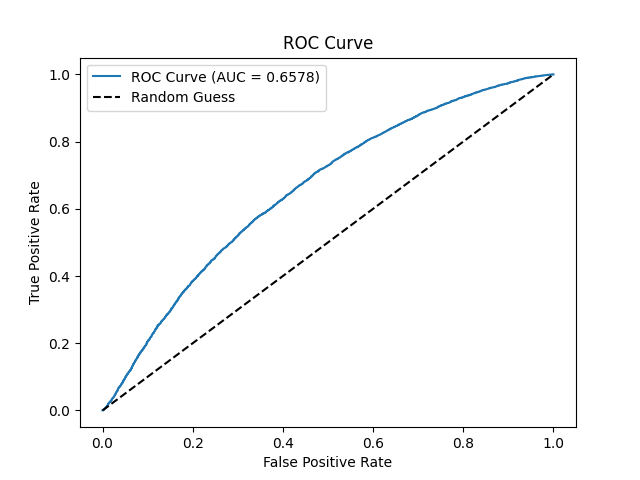 ROC Curve
ROC Curve (AUC = 0.6578)
Random Guess
True Positive Rate
1.0
0.8
0.6
0.4
0.2
0.0
0.0 0.2 0.4 0.6 0.8 1.0
False Positive Rate